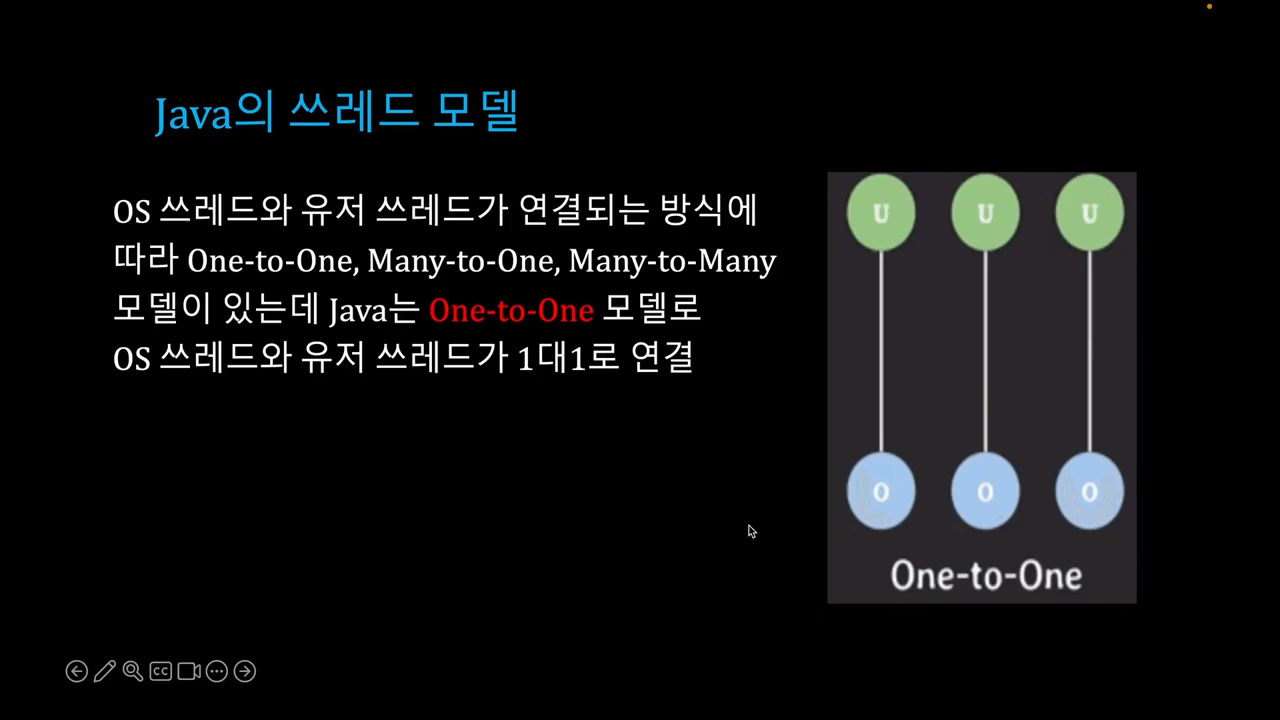 Java의 쓰레드 모델
OS 쓰레드와 유저 쓰레드가 연결되는 방식에
따라 One-to-One, Many-to-One, Many-to-Many
모델이 있는데 Java는 One-to-One 모델로
OS 쓰레드와 유저 쓰레드가 1대1로 연결
U U U
O O O
One-to-One
CC